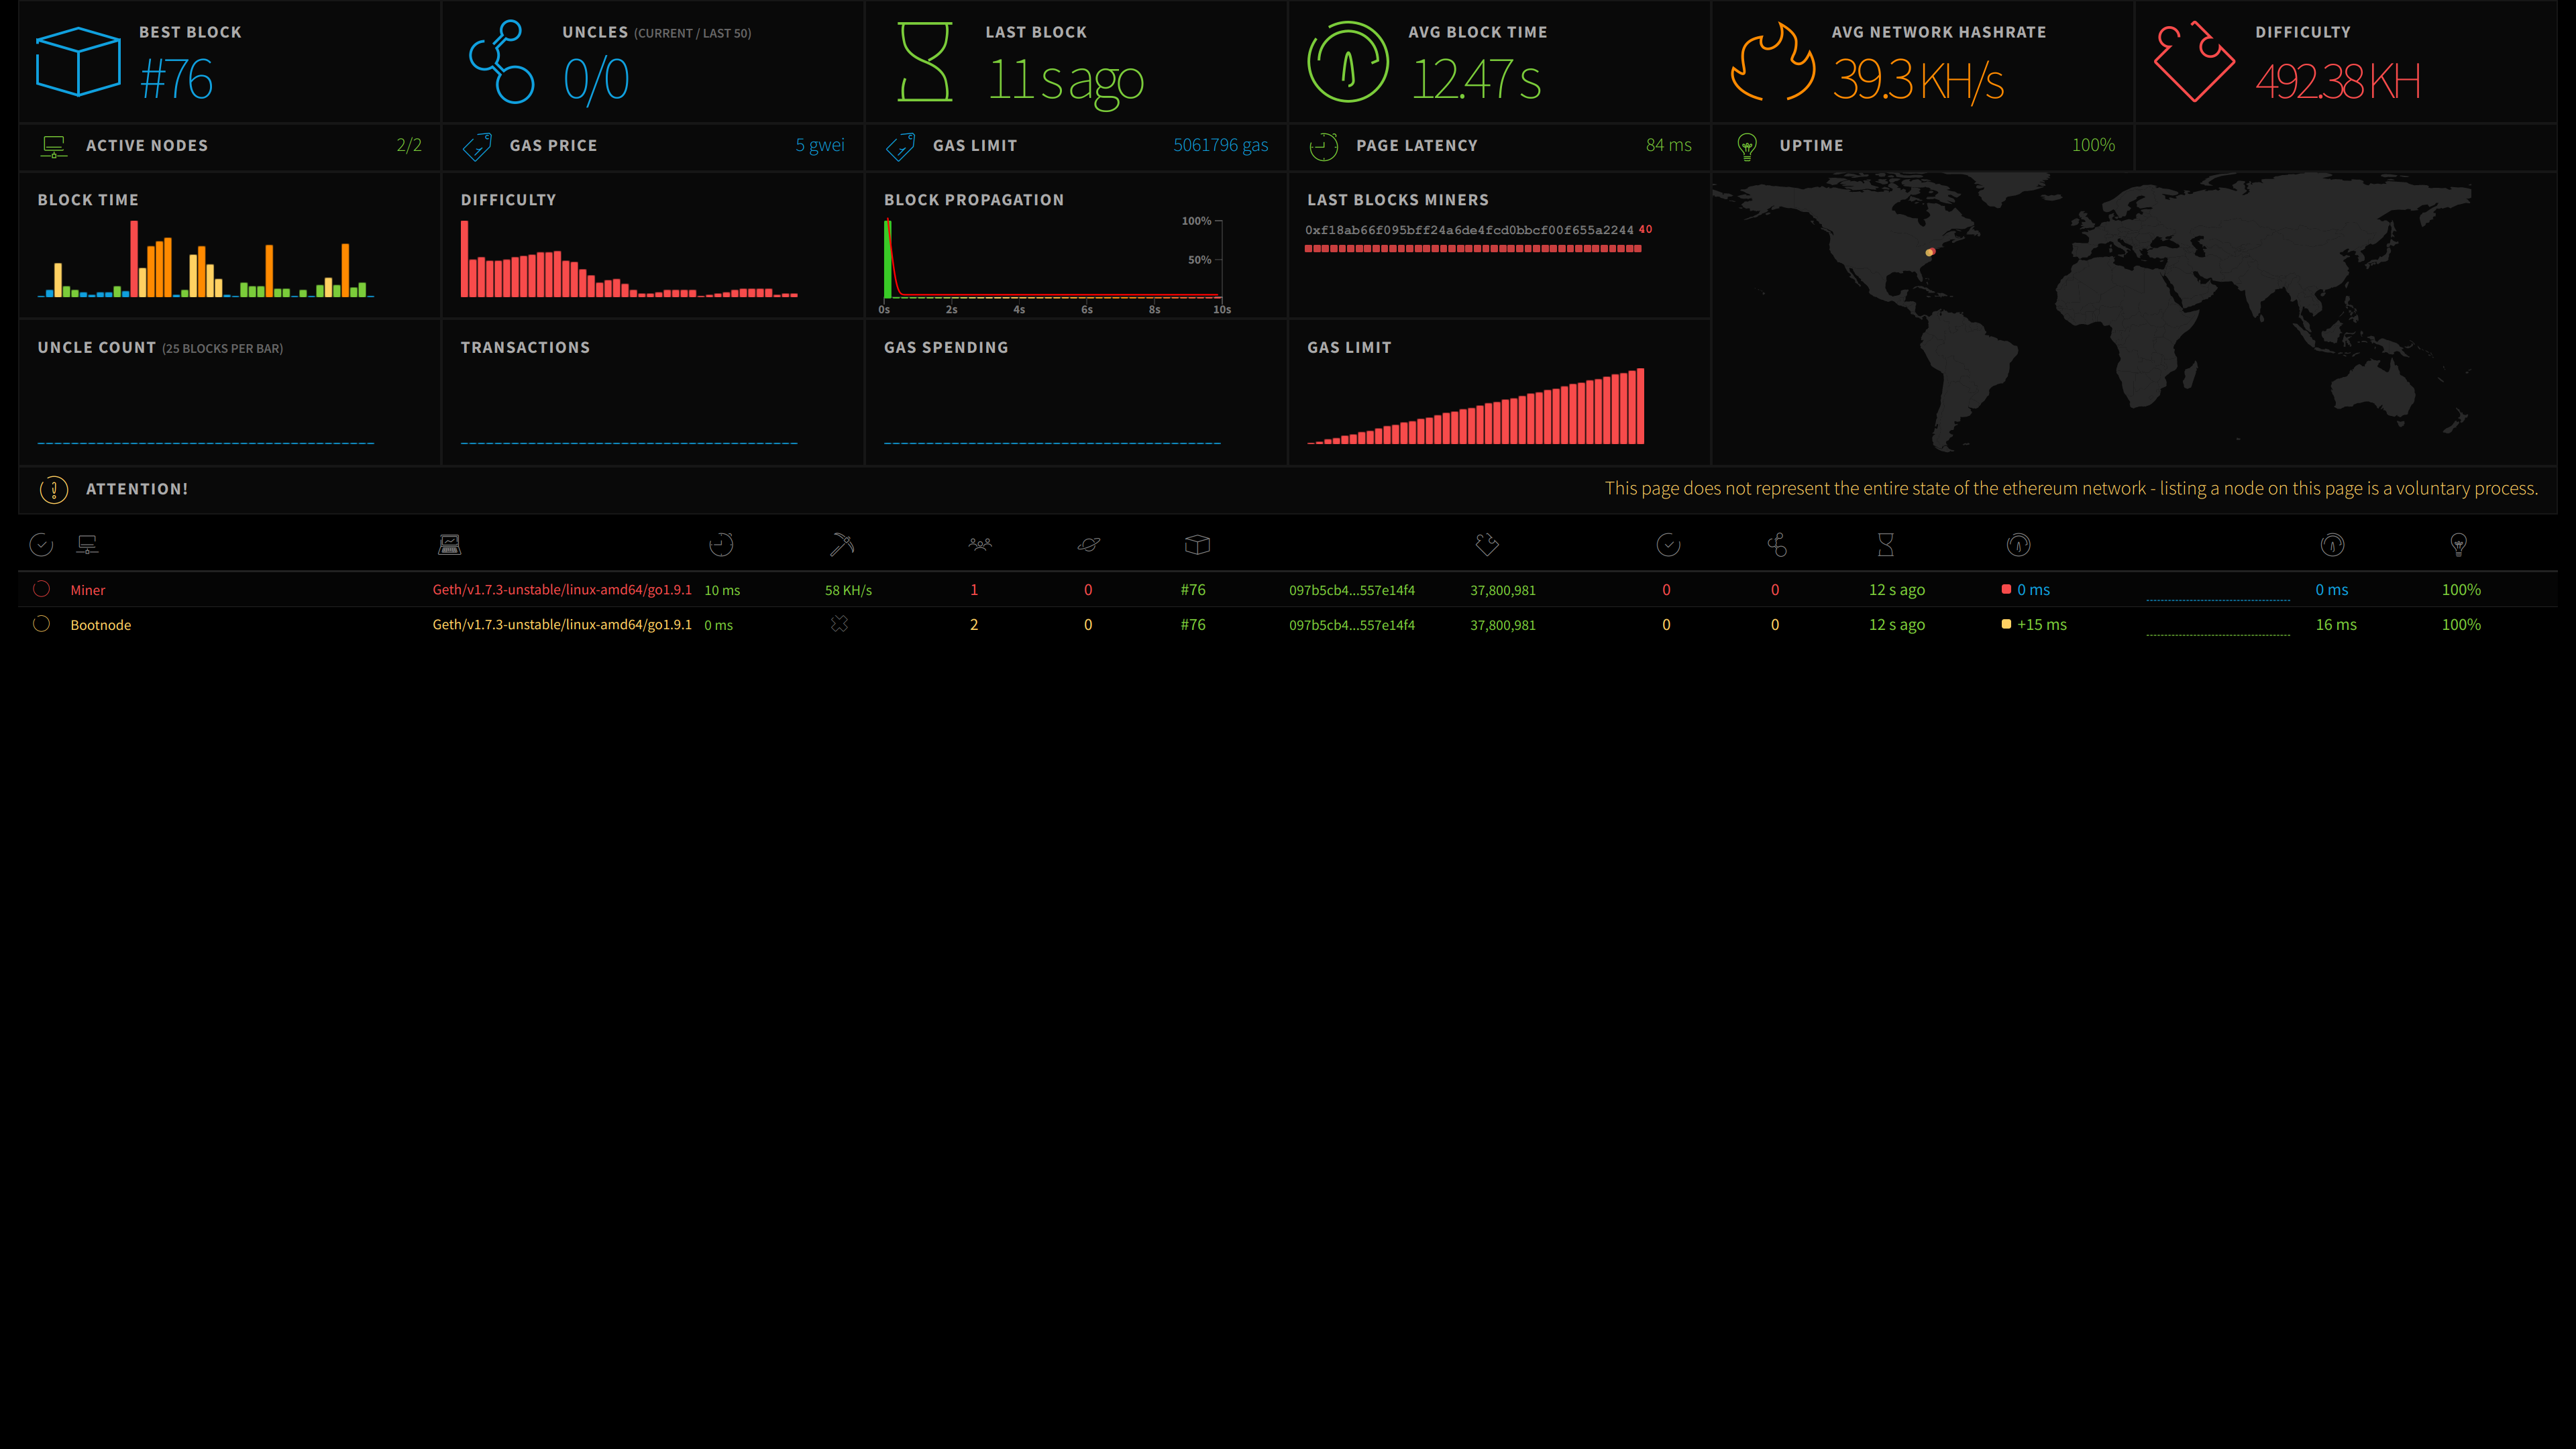 BEST BLOCK
#76
UNCLES (CURRENT / LAST 50)
0/0
LAST BLOCK
11 s ago
AVG BLOCK TIME
12.47 s
AVG NETWORK HASHRATE
39.3 KH/s
DIFFICULTY
492.38 KH
ACTIVE NODES 2/2
GAS PRICE 5 gwei
GAS LIMIT 5061796 gas
PAGE LATENCY 84 ms
UPTIME 100%
BLOCK TIME
DIFFICULTY
BLOCK PROPAGATION
100%
50%
0s 2s 4s 6s 8s 10s
LAST BLOCKS MINERS
0xf18ab66f095bff24a6de4fcd0bbcf00f655a2244 40
UNCLE COUNT (25 BLOCKS PER BAR)
TRANSACTIONS
GAS SPENDING
GAS LIMIT
ATTENTION! This page does not represent the entire state of the ethereum network - listing a node on this page is a voluntary process.
Miner Geth/v1.7.3-unstable/linux-amd64/go1.9.1 10 ms 58 KH/s 1 0 #76 097b5cb4...557e14f4 37,800,981 0 0 12 s ago 0 ms 0 ms 100%
Bootnode Geth/v1.7.3-unstable/linux-amd64/go1.9.1 0 ms 2 0 #76 097b5cb4...557e14f4 37,800,981 0 0 12 s ago +15 ms 16 ms 100%